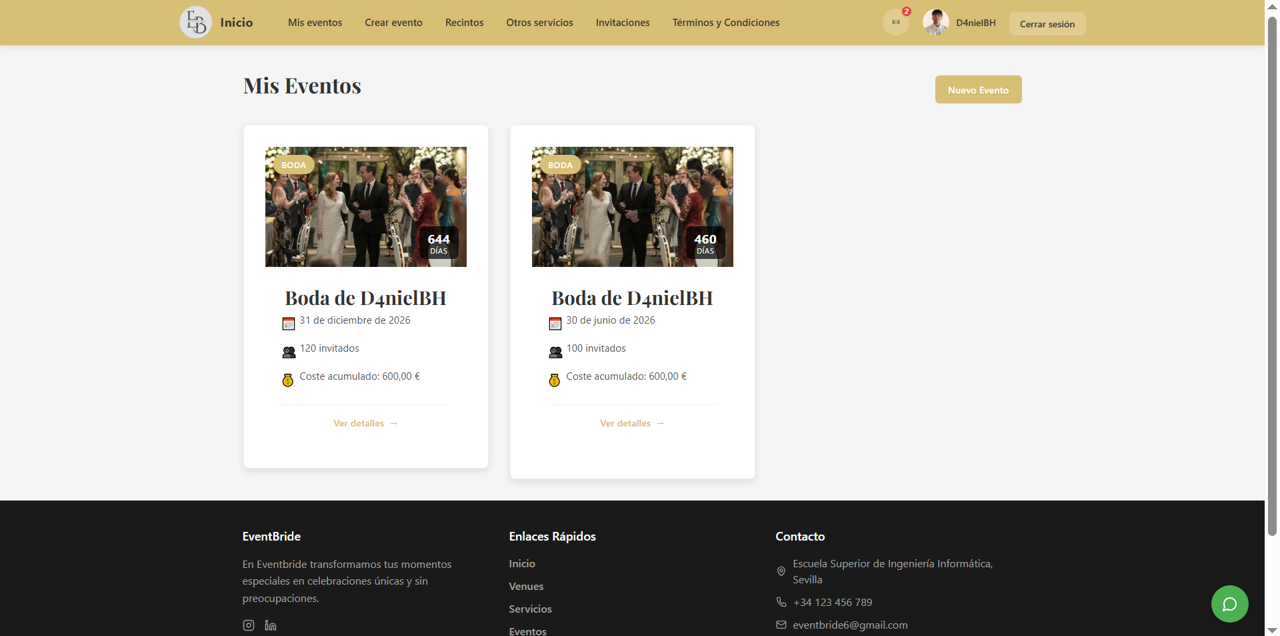 EB
Inicio
Mis eventos
Crear evento
Recintos
Otros servicios
Invitaciones
Términos y Condiciones
2
D4nielBH
Cerrar sesión
Mis Eventos
Nuevo Evento
BODA
644
DÍAS
Boda de D4nielBH
31 de diciembre de 2026
120 invitados
Coste acumulado: 600,00 €
Ver detalles →
BODA
460
DÍAS
Boda de D4nielBH
30 de junio de 2026
100 invitados
Coste acumulado: 600,00 €
Ver detalles →
EventBride
En Eventbride transformamos tus momentos
especiales en celebraciones únicas y sin
preocupaciones.
Enlaces Rápidos
Inicio
Venues
Servicios
Eventos
Contacto
Escuela Superior de Ingeniería Informática,
Sevilla
+34 123 456 789
eventbride6@gmail.com